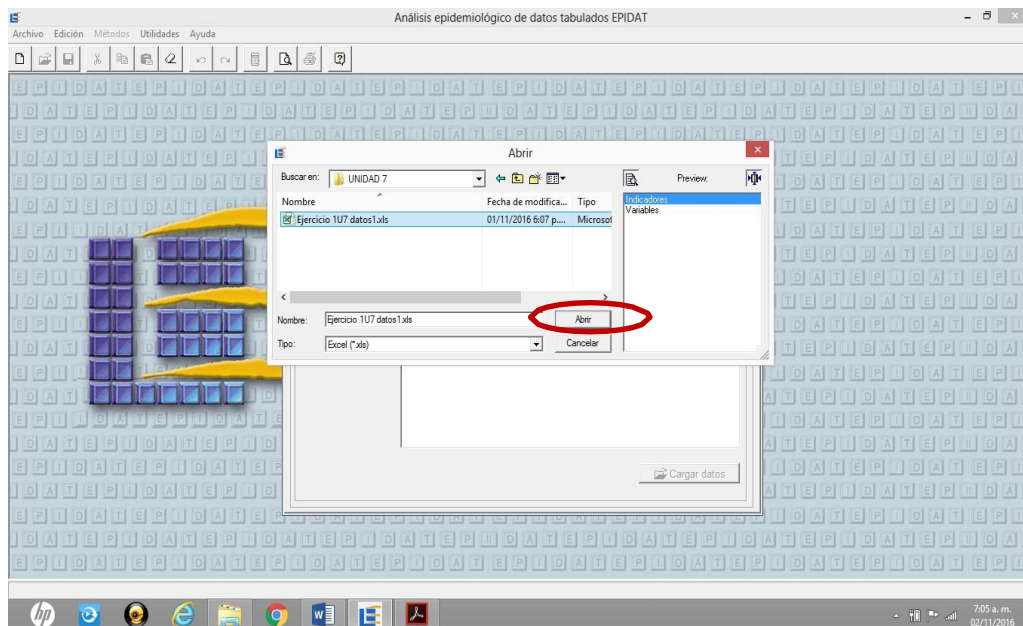 Análisis epidemiológico de datos tabulados EPIDAT
Archivo Edición Métodos Utilidades Ayuda
Abrir
Buscar en: UNIDAD 7
Preview:
Nombre Fecha de modifica... Tipo
Ejercicio 1U7 datos1.xls 01/11/2016 6:07 p.... Microsof
Indicadores
Variables
Nombre: Ejercicio 1U7 datos1.xls Abrir
Tipo: Excel (*.xls) Cancelar
Cargar datos
hp
7:05 a. m.
02/11/2016